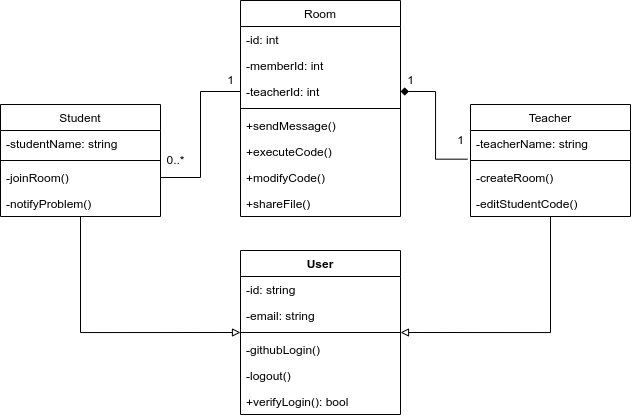 Room
-id: int
-memberId: int
-teacherId: int
+sendMessage()
+executeCode()
+modifyCode()
+shareFile()
1
1
Student
-studentName: string
-joinRoom()
-notifyProblem()
0..*
1
Teacher
-teacherName: string
-createRoom()
-editStudentCode()
User
-id: string
-email: string
-githubLogin()
-logout()
+verifyLogin(): bool